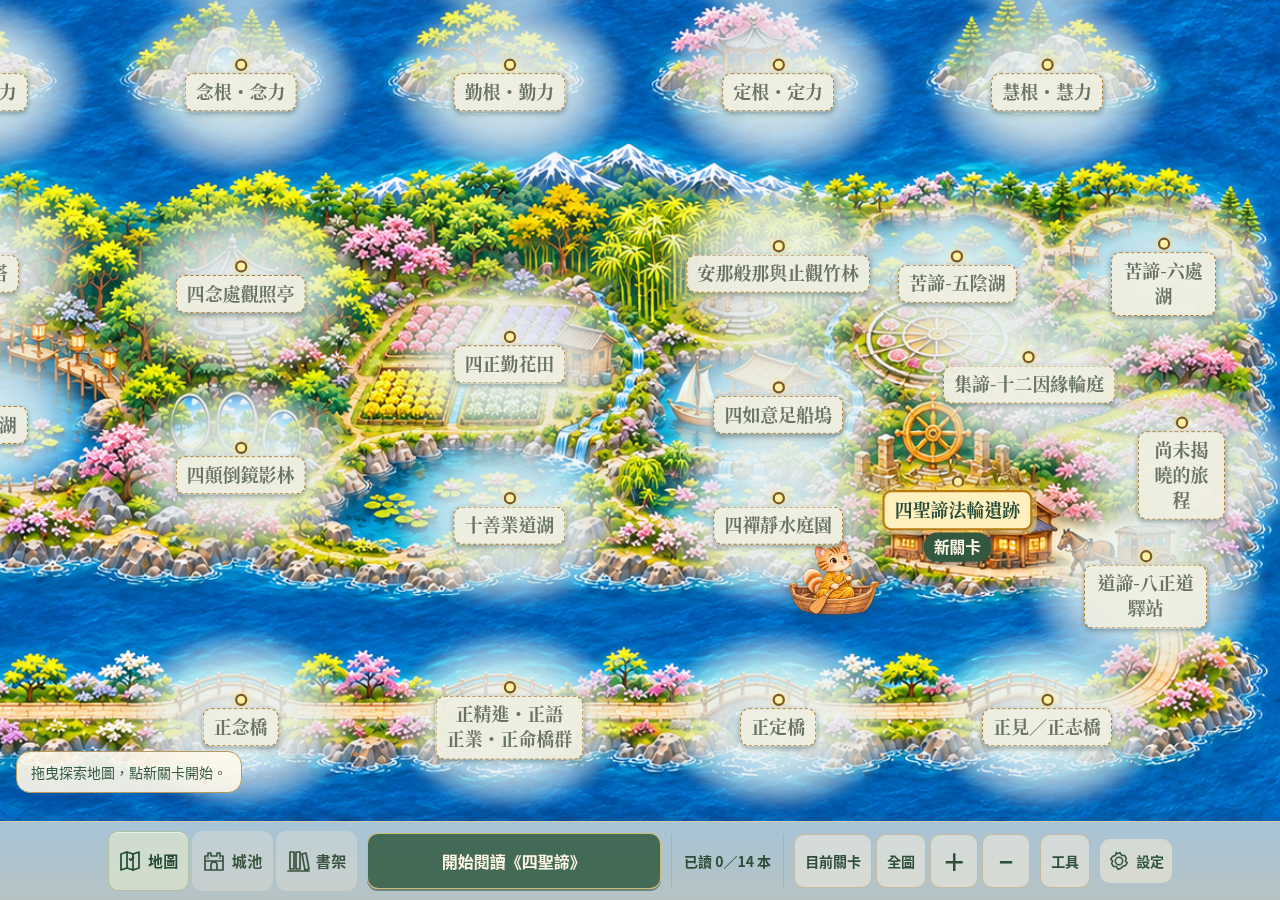 力
念根・念力
勤根・勤力
定根・定力
慧根・慧力
塔
四念處觀照亭
安那般那與止觀竹林
苦諦-五陰湖
苦諦-六處
湖
四正勤花田
集諦-十二因緣輪庭
湖
四如意足船塢
四顛倒鏡影林
尚未揭
曉的旅
程
十善業道湖
四禪靜水庭園
四聖諦法輪遺跡
新關卡
道諦-八正道
驛站
正念橋
正精進・正語
正業・正命橋群
正定橋
正見／正志橋
拖曳探索地圖，點新關卡開始。
地圖
城池
書架
開始閱讀《四聖諦》
已讀 0／14 本
目前關卡
全圖
+
−
工具
設定